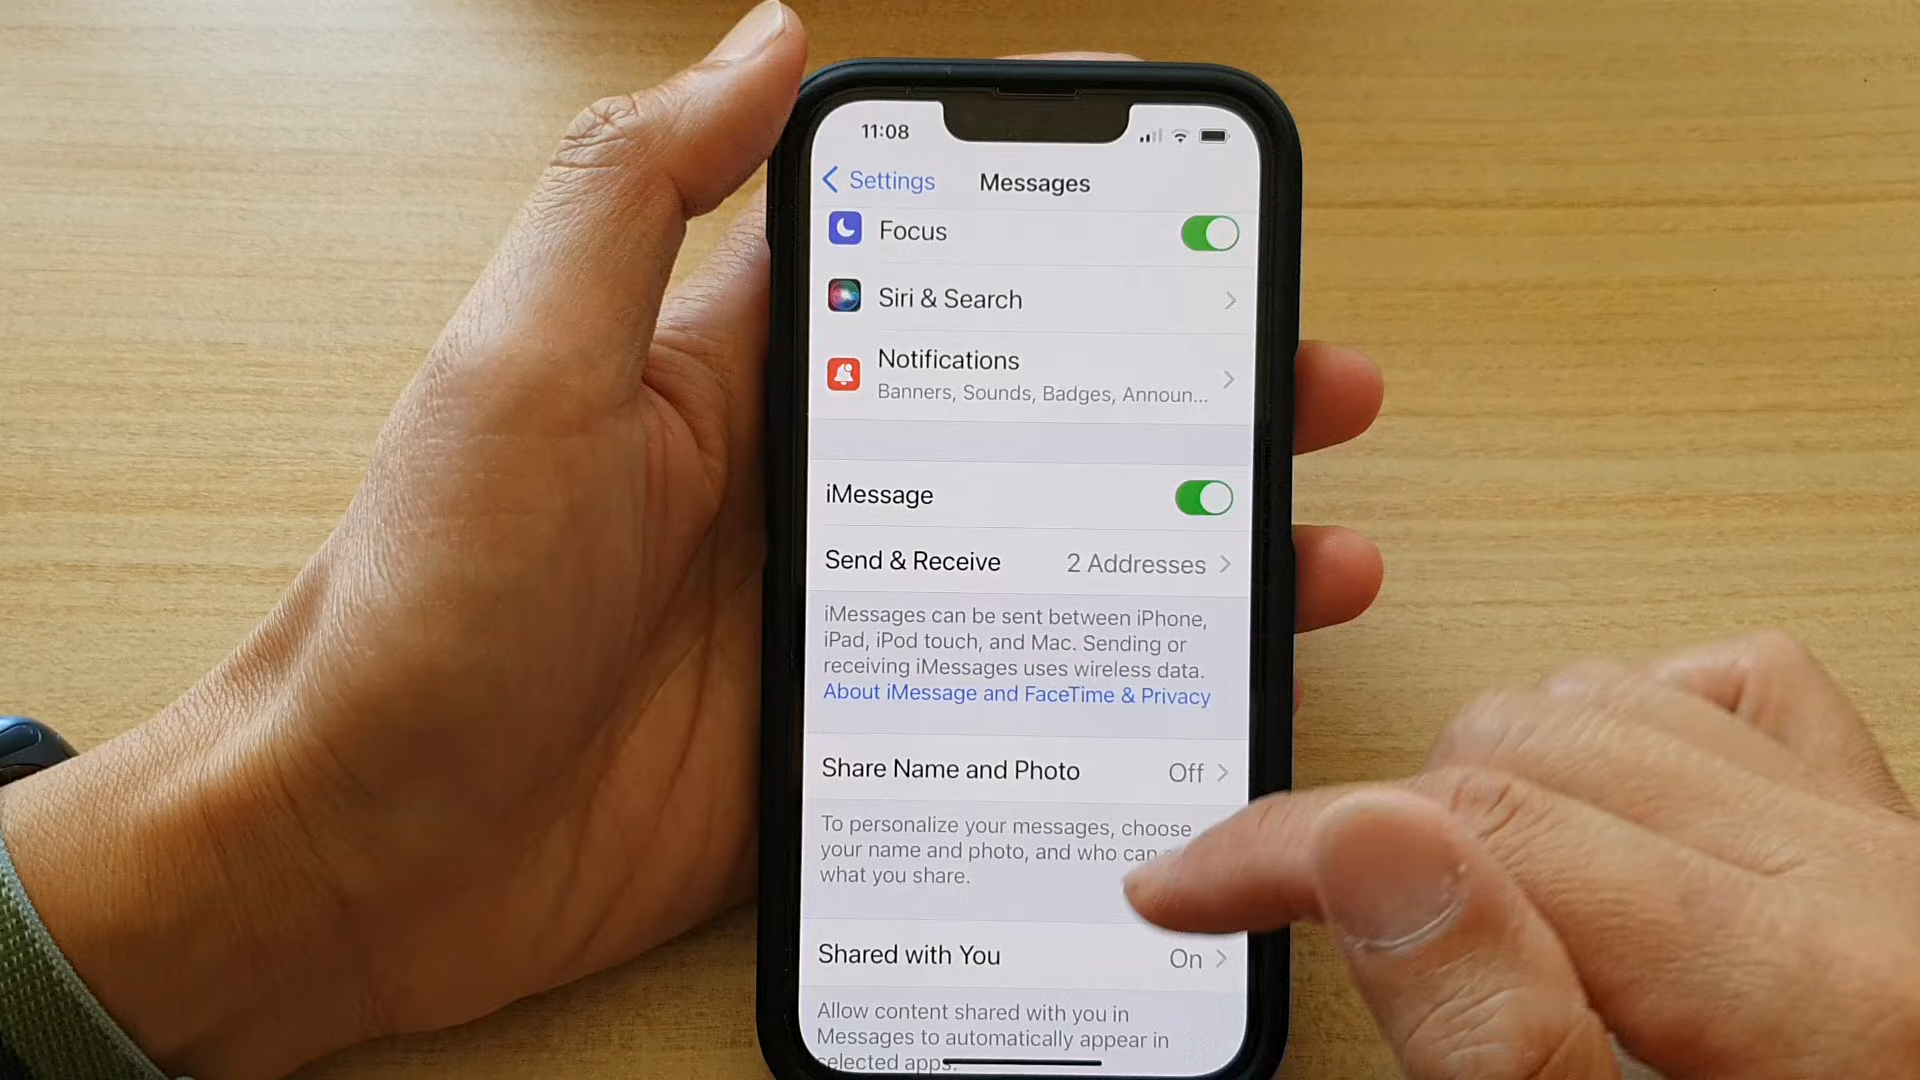 11:08
Settings
Messages
Focus
Siri & Search
Notifications
Banners, Sounds, Badges, Announ...
iMessage
Send & Receive
2 Addresses
iMessages can be sent between iPhone,
iPad, iPod touch, and Mac. Sending or
receiving iMessages uses wireless data.
About iMessage and FaceTime & Privacy
Share Name and Photo
Off
To personalize your messages, choose
your name and photo, and who can
what you share.
Shared with You
On
Allow content shared with you in
Messages to automatically appear in
selected apps.